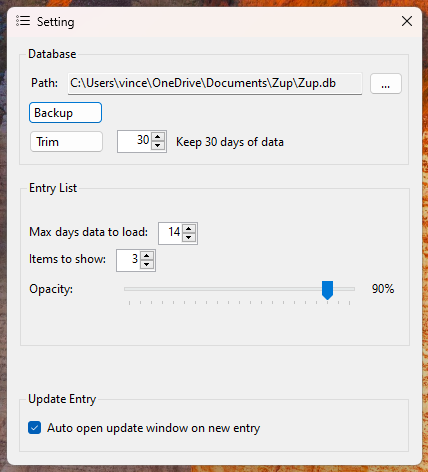 Setting
Database
Path: C:\Users\vince\OneDrive\Documents\Zup\Zup.db ...
Backup
Trim 30 Keep 30 days of data
Entry List
Max days data to load: 14
Items to show: 3
Opacity: 90%
Update Entry
Auto open update window on new entry